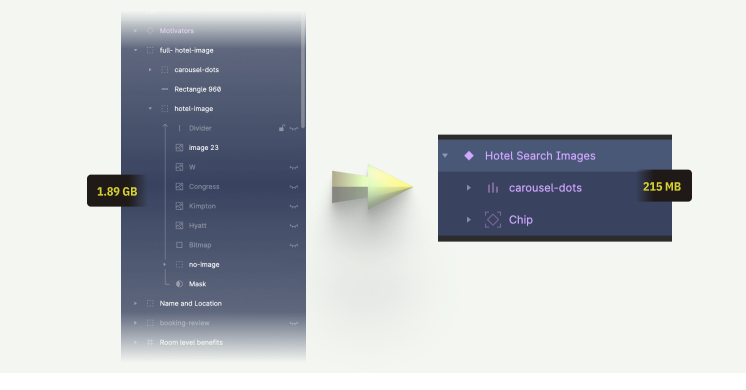 Motivators
full- hotel-image
carousel-dots
Rectangle 960
hotel-image
Divider
image 23
W
Congress
Kimpton
Hyatt
Bitmap
no-image
Mask
Name and Location
booking-review
Room level benefits
1.89 GB
Hotel Search Images
carousel-dots
Chip
215 MB